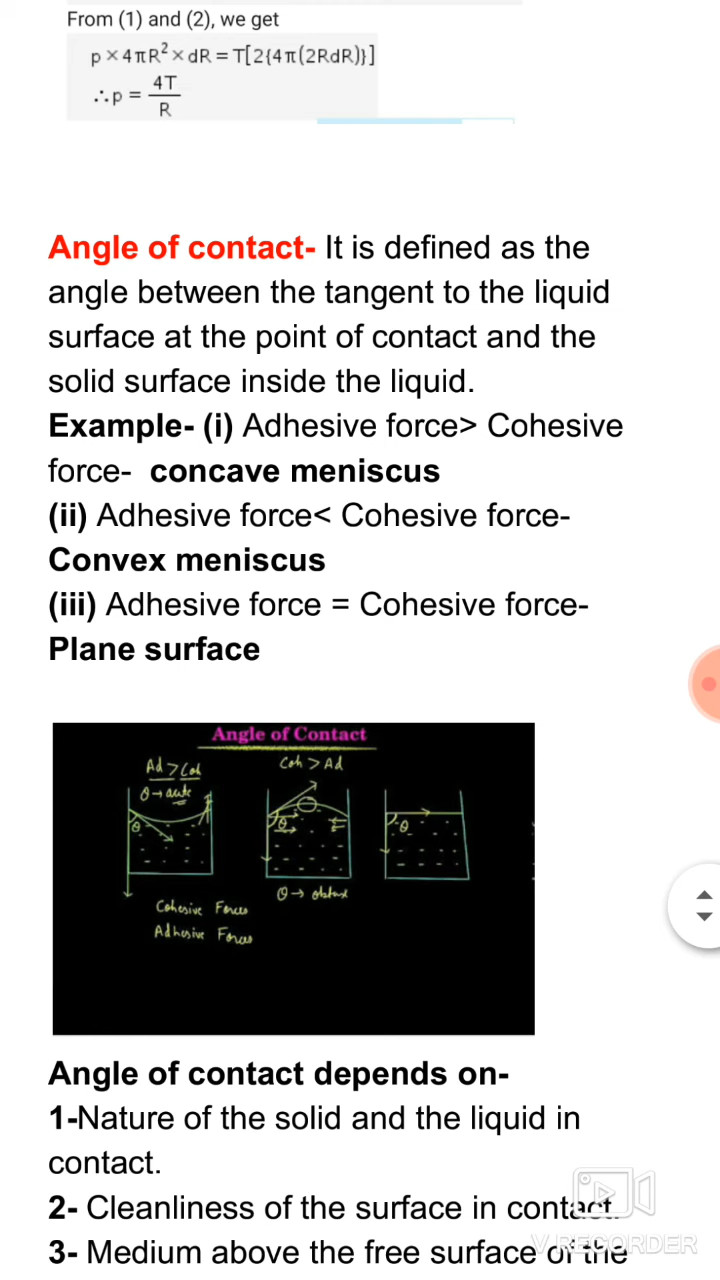 From (1) and (2), we get
p × 4πR² × dR = T[2{4π(2RdR)}]
∴p = 4T/R
Angle of contact- It is defined as the
angle between the tangent to the liquid
surface at the point of contact and the
solid surface inside the liquid.
Example- (i) Adhesive force> Cohesive
force- concave meniscus
(ii) Adhesive force< Cohesive force-
Convex meniscus
(iii) Adhesive force = Cohesive force-
Plane surface
Angle of Contact
Ad > Coh
Coh > Ad
θ → acute
θ
θ
θ
θ → obtuse
Cohesive Forces
Adhesive Forces
Angle of contact depends on-
1-Nature of the solid and the liquid in
contact.
2- Cleanliness of the surface in contact.
3- Medium above the free surface of the
V RECORDER